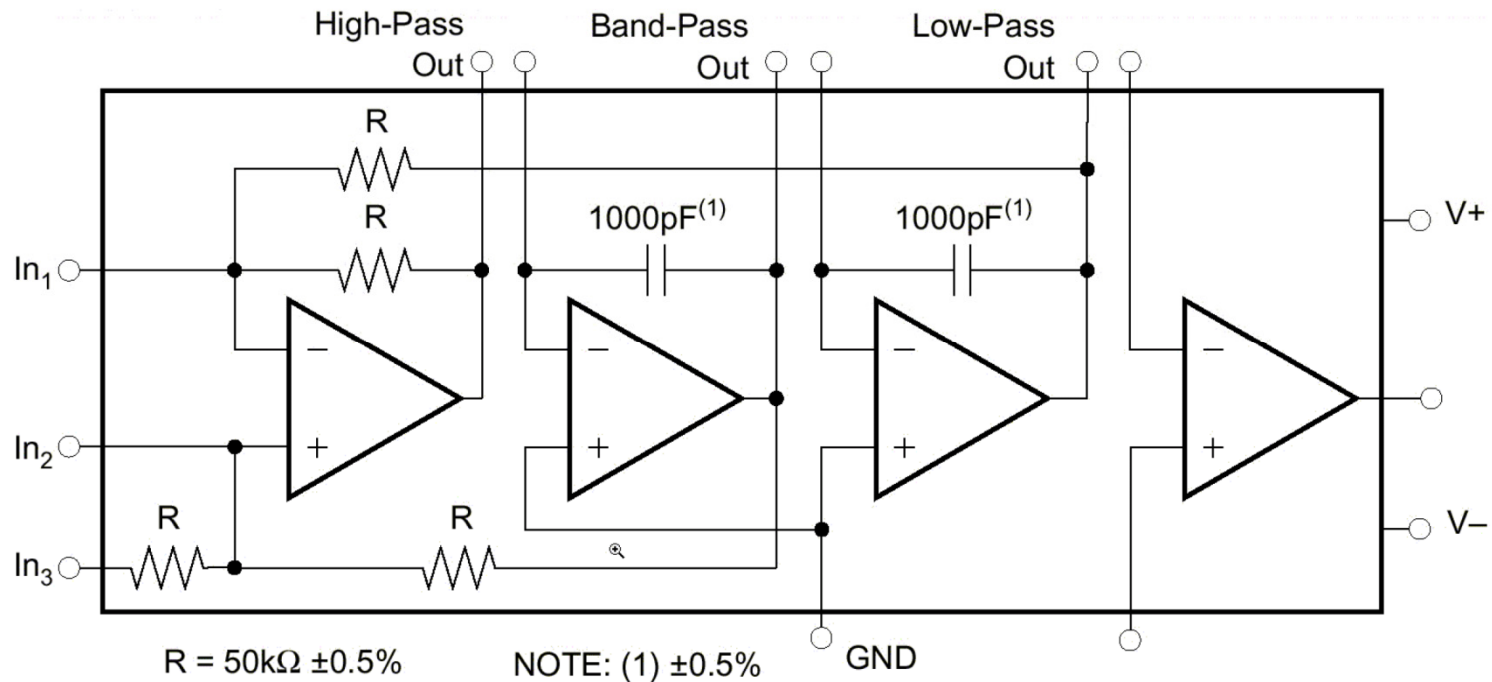 High-Pass
Out
Band-Pass
Out
Low-Pass
Out
R
R
1000pF(1)
1000pF(1)
V+
In1
−
−
−
−
In2
+
+
+
+
R
R
V–
In3
GND
R = 50kΩ ±0.5%
NOTE: (1) ±0.5%